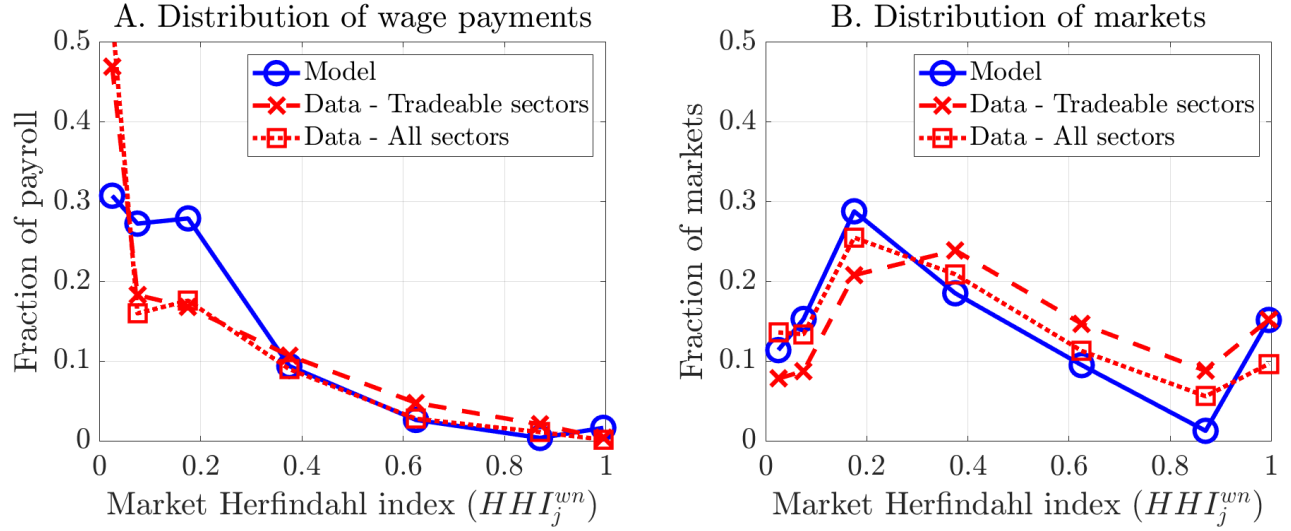 A. Distribution of wage payments
0.5
0.4
0.3
0.2
0.1
0
Fraction of payroll
Model
Data - Tradeable sectors
Data - All sectors
0 0.2 0.4 0.6 0.8 1
Market Herfindahl index (HHI_j^{wn})
B. Distribution of markets
0.5
0.4
0.3
0.2
0.1
0
Fraction of markets
Model
Data - Tradeable sectors
Data - All sectors
0 0.2 0.4 0.6 0.8 1
Market Herfindahl index (HHI_j^{wn})